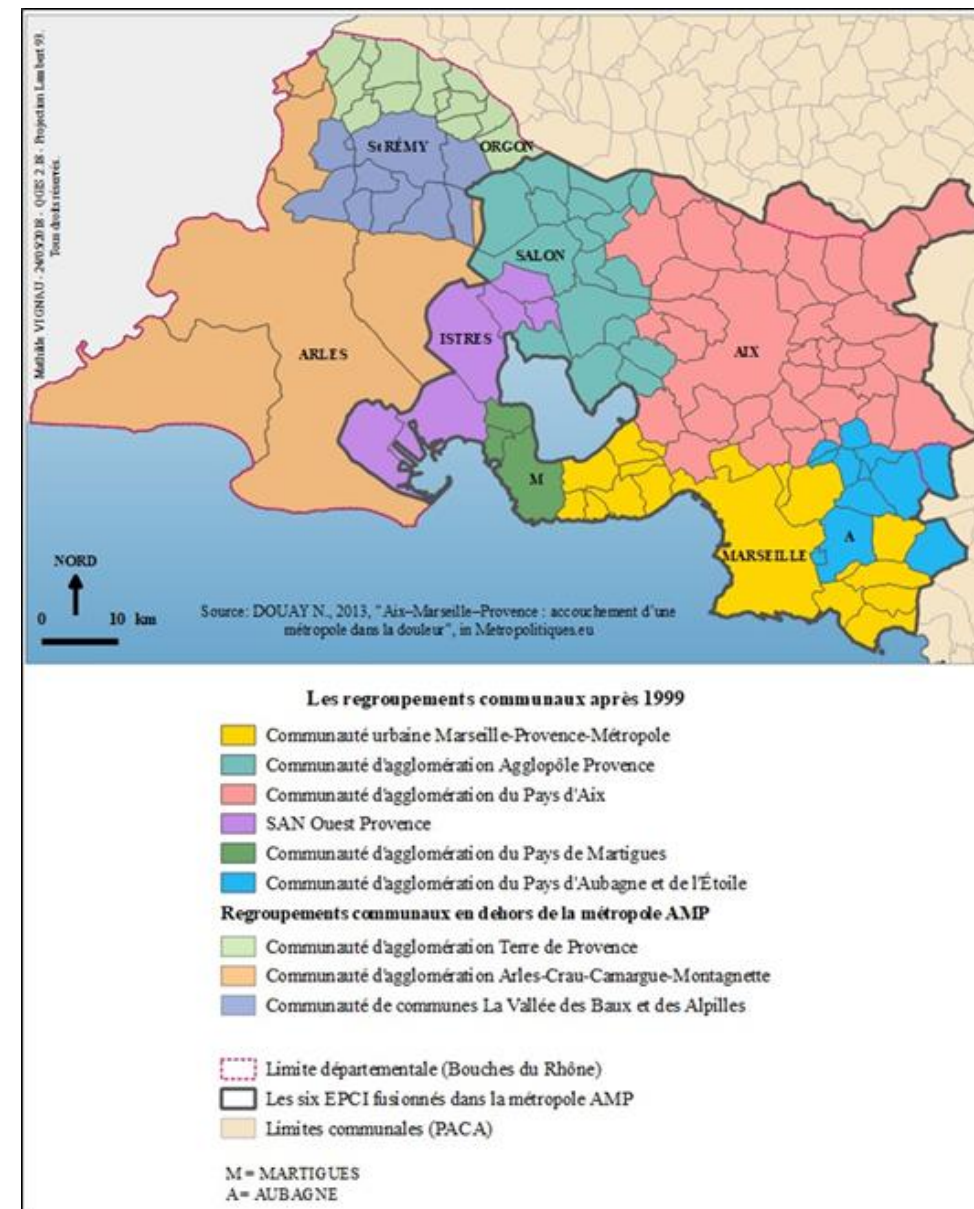 Mathilde VIGNAU - 24/05/2018 - QGIS 2.18 - Projection Lambert 93.
Tous droits réservés.
St RÉMY
ORGON
SALON
ISTRES
ARLES
AIX
M
A
MARSEILLE
NORD
0 10 km
Source: DOUAY N., 2013, "Aix–Marseille–Provence : accouchement d'une
métropole dans la douleur", in Metropolitiques.eu
Les regroupements communaux après 1999
Communauté urbaine Marseille-Provence-Métropole
Communauté d'agglomération Agglopôle Provence
Communauté d'agglomération du Pays d'Aix
SAN Ouest Provence
Communauté d'agglomération du Pays de Martigues
Communauté d'agglomération du Pays d'Aubagne et de l'Étoile
Regroupements communaux en dehors de la métropole AMP
Communauté d'agglomération Terre de Provence
Communauté d'agglomération Arles-Crau-Camargue-Montagnette
Communauté de communes La Vallée des Baux et des Alpilles
Limite départementale (Bouches du Rhône)
Les six EPCI fusionnés dans la métropole AMP
Limites communales (PACA)
M = MARTIGUES
A = AUBAGNE